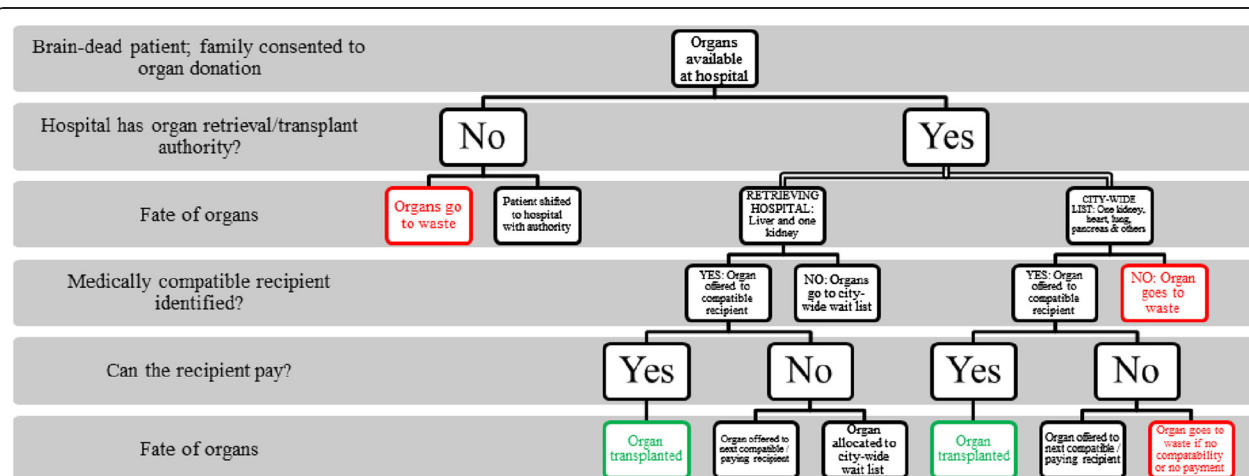 Brain-dead patient; family consented to
organ donation
Organs
available
at hospital
Hospital has organ retrieval/transplant
authority?
No
Yes
Fate of organs
Organs go
to waste
Patient shifted
to hospital
with authority
RETRIEVING
HOSPITAL:
Liver and one
kidney
CITY-WIDE
LIST: One kidney,
heart, lung,
pancreas & others
Medically compatible recipient
identified?
YES: Organ
offered to
compatible
recipient
NO: Organs
go to city-
wide wait list
YES: Organ
offered to
compatible
recipient
NO: Organ
goes to
waste
Can the recipient pay?
Yes
No
Yes
No
Fate of organs
Organ
transplanted
Organ offered to
next compatible /
paying recipient
Organ
allocated to
city-wide
wait list
Organ
transplanted
Organ offered to
next compatible /
paying recipient
Organ goes to
waste if no
compatability
or no payment